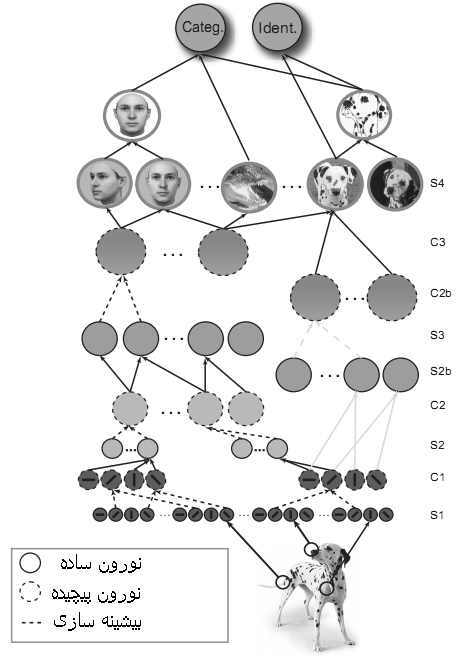 Categ.
Ident.
S4
C3
C2b
S3
S2b
C2
S2
C1
S1
نورون ساده
نورون پیچیده
بیشینه سازی